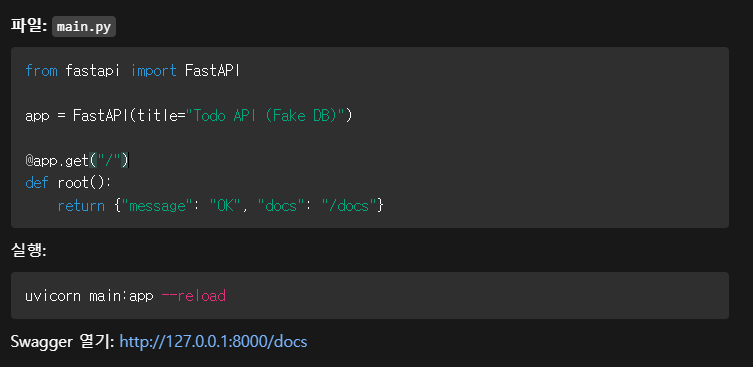 파일: main.py
from fastapi import FastAPI
app = FastAPI(title="Todo API (Fake DB)")
@app.get("/")
def root():
    return {"message": "OK", "docs": "/docs"}
실행:
uvicorn main:app --reload
Swagger 열기: http://127.0.0.1:8000/docs